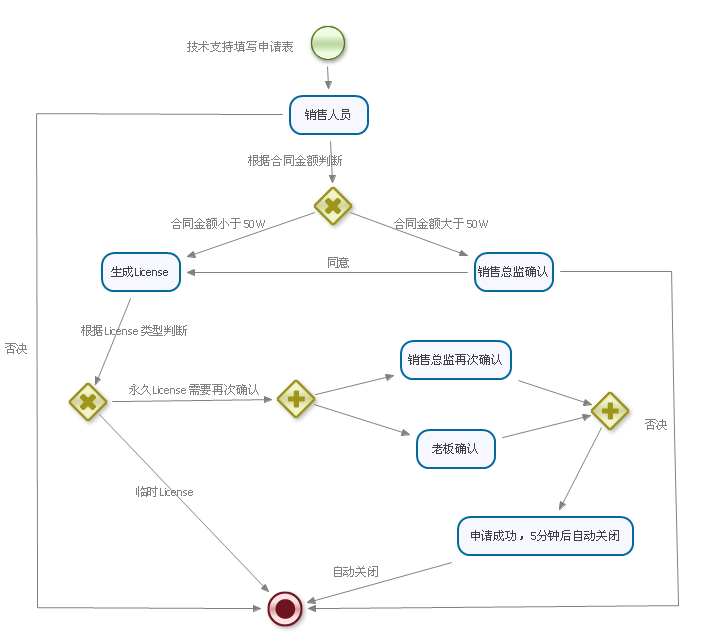 技术支持填写申请表
销售人员
根据合同金额判断
合同金额小于50W
合同金额大于50W
生成License
同意
销售总监确认
根据License类型判断
否决
销售总监再次确认
永久License需要再次确认
否决
老板确认
临时License
申请成功，5分钟后自动关闭
自动关闭